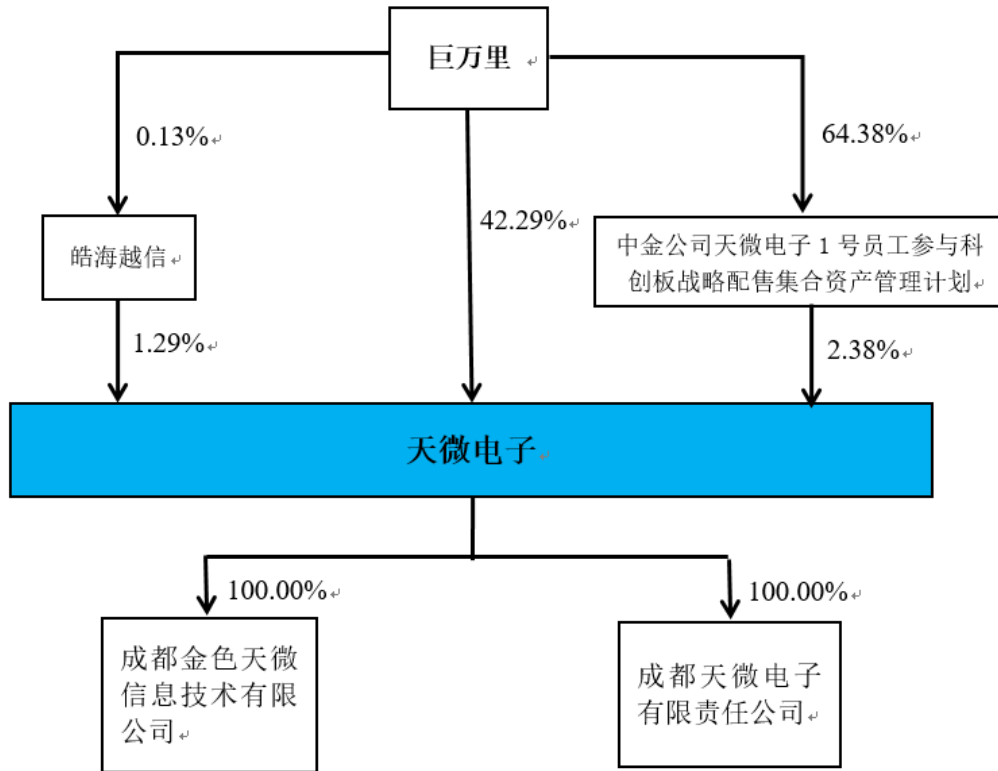 巨万里
0.13%
64.38%
42.29%
皓海越信
中金公司天微电子1号员工参与科
创板战略配售集合资产管理计划
1.29%
2.38%
天微电子
100.00%
100.00%
成都金色天微
信息技术有限
公司
成都天微电子
有限责任公司